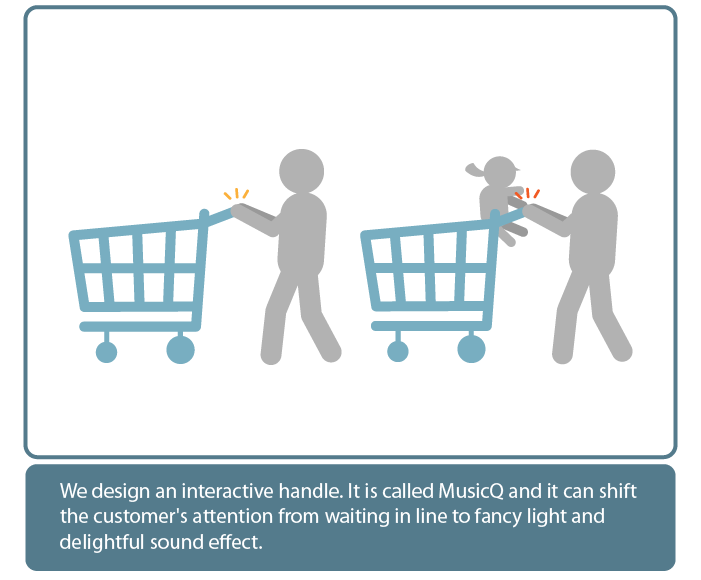 We design an interactive handle. It is called MusicQ and it can shift
the customer's attention from waiting in line to fancy light and
delightful sound effect.